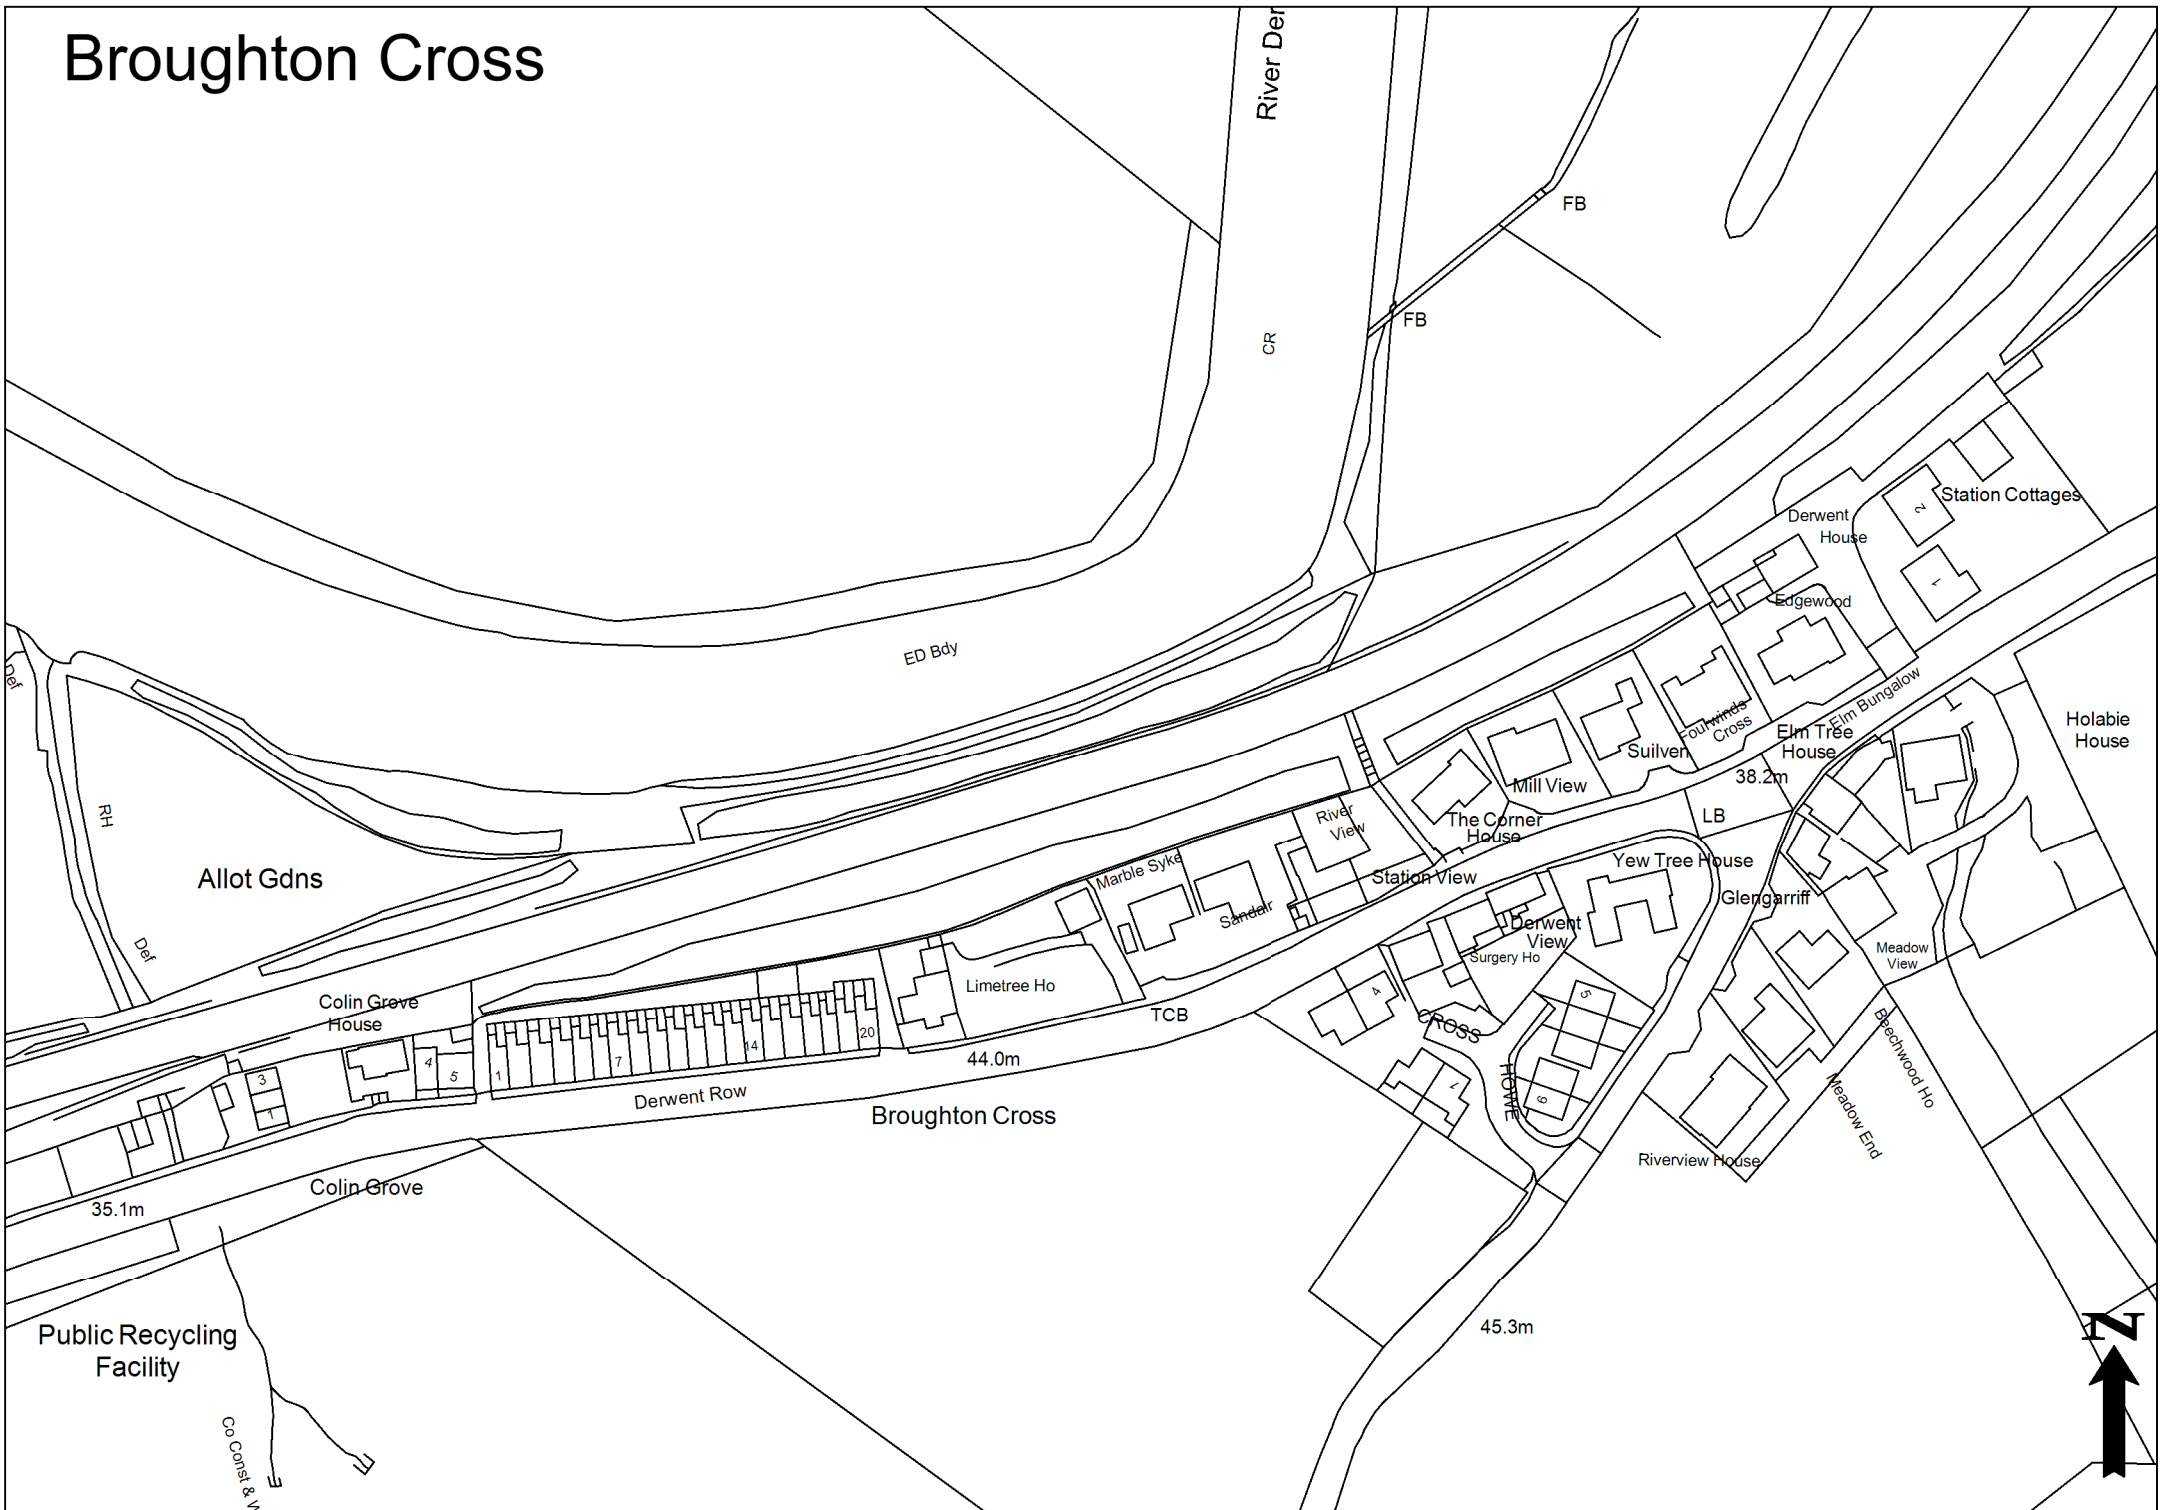 Broughton Cross
River Der
FB
FB
CR
Station Cottages
2
1
Derwent
House
Edgewood
ED Bdy
Def
RH
Def
Allot Gdns
Elm Bungalow
Holabie
House
Fourwinds
Cross
Elm Tree
House
Suilven
38.2m
Mill View
The Corner
House
LB
River
View
Marble Syke
Sandair
Station View
Yew Tree House
Glengarriff
Derwent
View
Surgery Ho
Meadow
View
Limetree Ho
Colin Grove
House
TCB
4
CROSS
HOWE
5
6
7
Beechwood Ho
Meadow End
Riverview House
3
1
4
5
1
7
14
20
44.0m
Derwent Row
Broughton Cross
Colin Grove
35.1m
45.3m
Public Recycling
Facility
Co Const & W
N